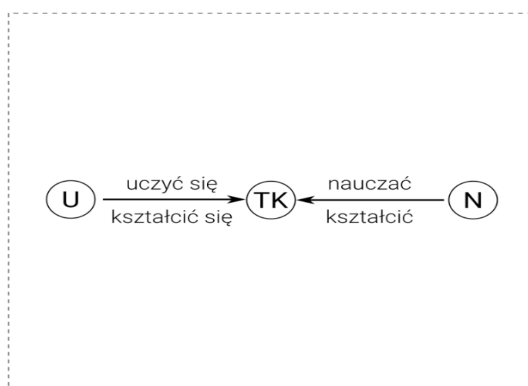 uczyć się
nauczać
U
TK
N
kształcić się
kształcić